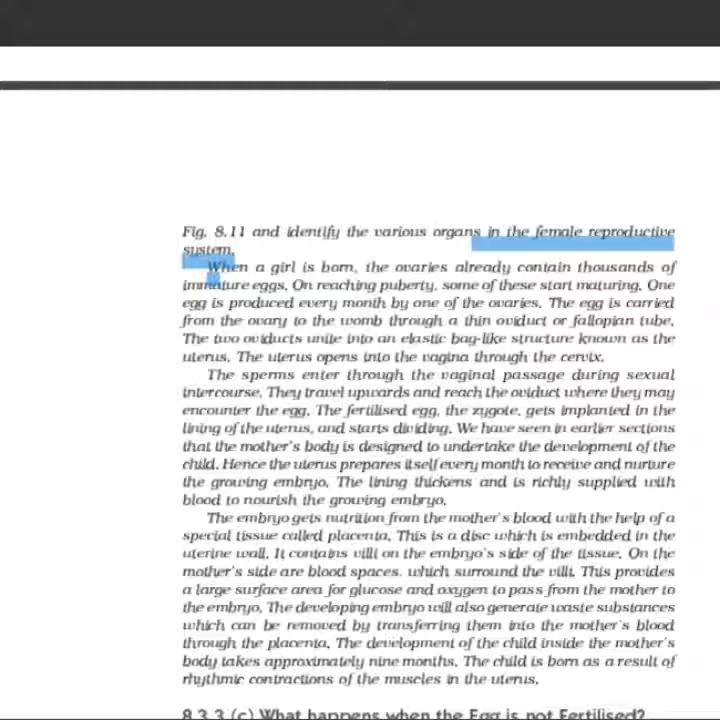 Fig. 8.11 and identify the various organs in the female reproductive
system.
When a girl is born, the ovaries already contain thousands of
immature eggs. On reaching puberty, some of these start maturing. One
egg is produced every month by one of the ovaries. The egg is carried
from the ovary to the womb through a thin oviduct or fallopian tube.
The two oviducts unite into an elastic bag-like structure known as the
uterus. The uterus opens into the vagina through the cervix.
The sperms enter through the vaginal passage during sexual
intercourse. They travel upwards and reach the oviduct where they may
encounter the egg. The fertilised egg, the zygote, gets implanted in the
lining of the uterus, and starts dividing. We have seen in earlier sections
that the mother's body is designed to undertake the development of the
child. Hence the uterus prepares itself every month to receive and nurture
the growing embryo. The lining thickens and is richly supplied with
blood to nourish the growing embryo.
The embryo gets nutrition from the mother's blood with the help of a
special tissue called placenta. This is a disc which is embedded in the
uterine wall. It contains villi on the embryo's side of the tissue. On the
mother's side are blood spaces, which surround the villi. This provides
a large surface area for glucose and oxygen to pass from the mother to
the embryo. The developing embryo will also generate waste substances
which can be removed by transferring them into the mother's blood
through the placenta. The development of the child inside the mother's
body takes approximately nine months. The child is born as a result of
rhythmic contractions of the muscles in the uterus.
8.3.3 (c) What happens when the Egg is not Fertilised?